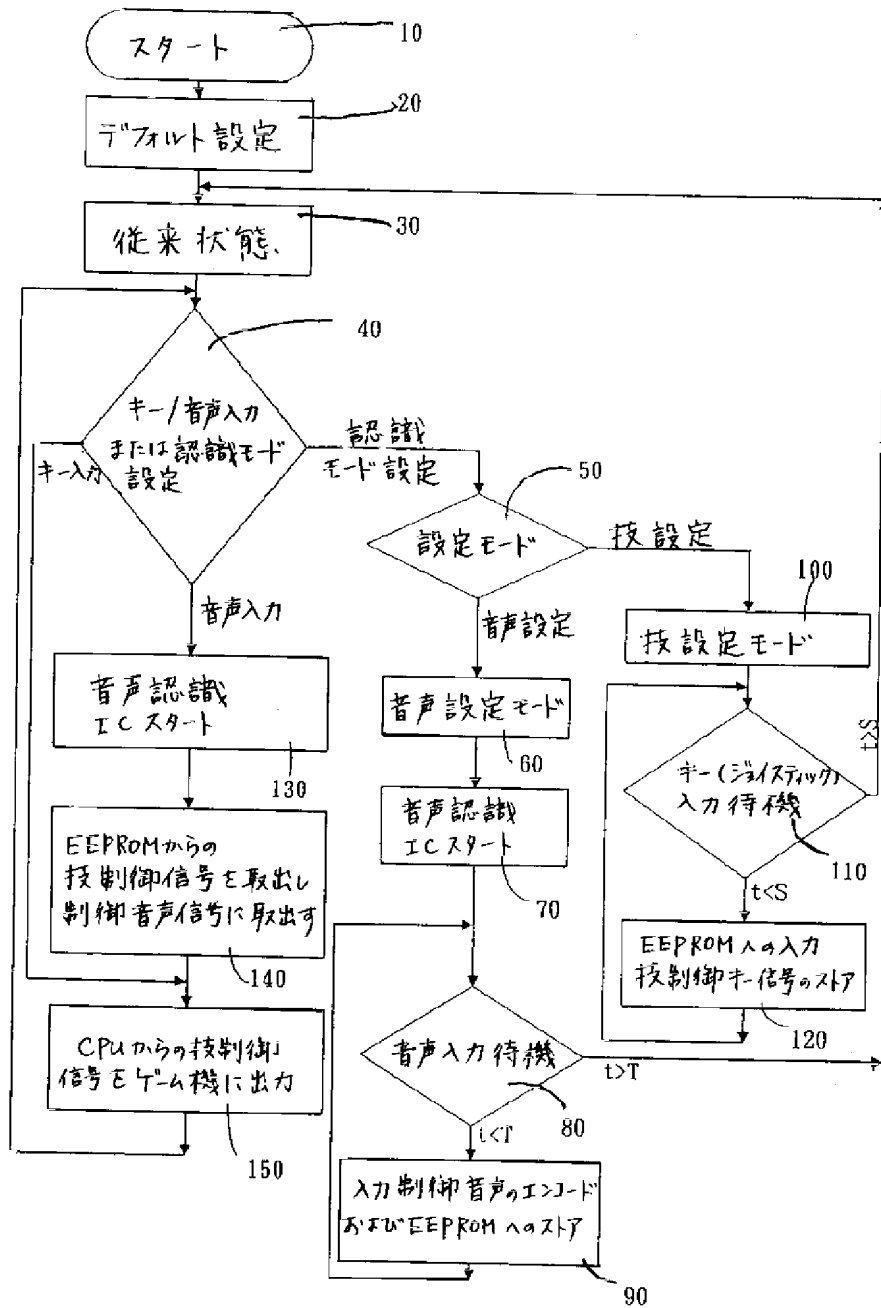 スタート
10
デフォルト設定
20
従来状態
30
40
キー/音声入力
または認識モード
設定
キー入力
認識
モード設定
50
設定モード
技設定
音声入力
音声設定
100
技設定モード
音声認識
ICスタート
130
音声設定モード
60
キー(ジョイスティック)
入力待機
110
t>S
t<S
EEPROMからの
技制御信号を取出し
制御音声信号に取出す
140
音声認識
ICスタート
70
EEPROMへの入力
技制御キー信号のストア
120
CPUからの技制御
信号をゲーム機に出力
150
音声入力待機
80
t>T
t<T
入力制御音声のエンコード
およびEEPROMへのストア
90